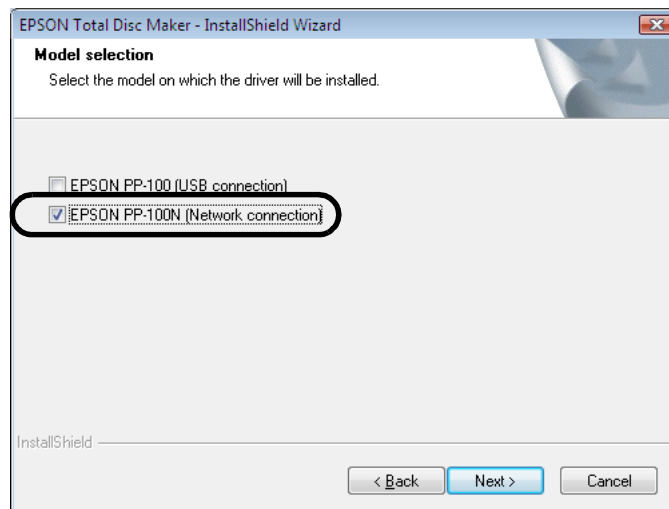 EPSON Total Disc Maker - InstallShield Wizard
Model selection
Select the model on which the driver will be installed.
EPSON PP-100 (USB connection)
EPSON PP-100N (Network connection)
InstallShield
< Back
Next >
Cancel